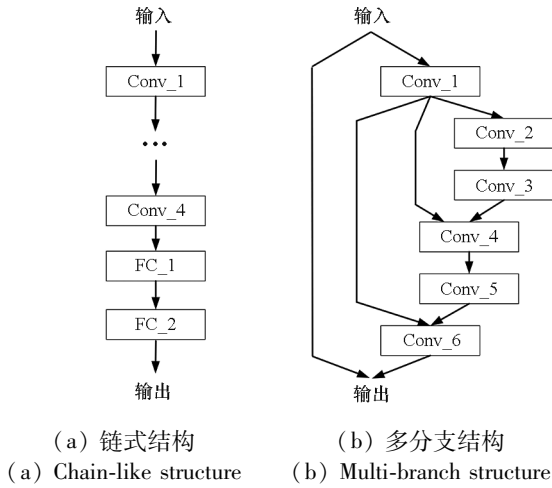 输入
Conv_1
•••
Conv_4
FC_1
FC_2
输出
(a) 链式结构
(a) Chain-like structure
输入
Conv_1
Conv_2
Conv_3
Conv_4
Conv_5
Conv_6
输出
(b) 多分支结构
(b) Multi-branch structure